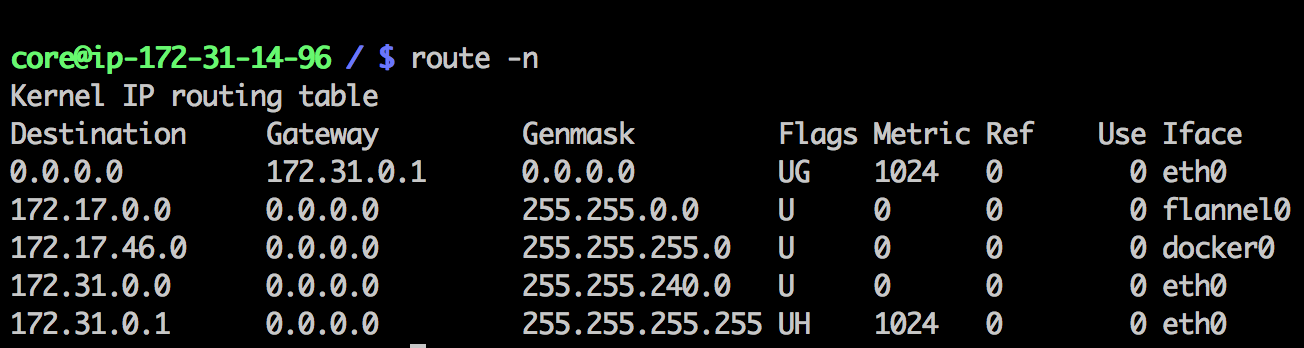 core@ip-172-31-14-96 / $ route -n
Kernel IP routing table
Destination     Gateway         Genmask         Flags Metric Ref    Use Iface
0.0.0.0         172.31.0.1      0.0.0.0         UG    1024   0        0 eth0
172.17.0.0      0.0.0.0         255.255.0.0     U     0      0        0 flannel0
172.17.46.0     0.0.0.0         255.255.255.0   U     0      0        0 docker0
172.31.0.0      0.0.0.0         255.255.240.0   U     0      0        0 eth0
172.31.0.1      0.0.0.0         255.255.255.255 UH    1024   0        0 eth0